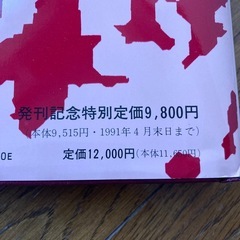 発刊記念特別定価9,800円
(本体9,515円・1991年4月末日まで)
OE 定価12,000円(本体11,650円)